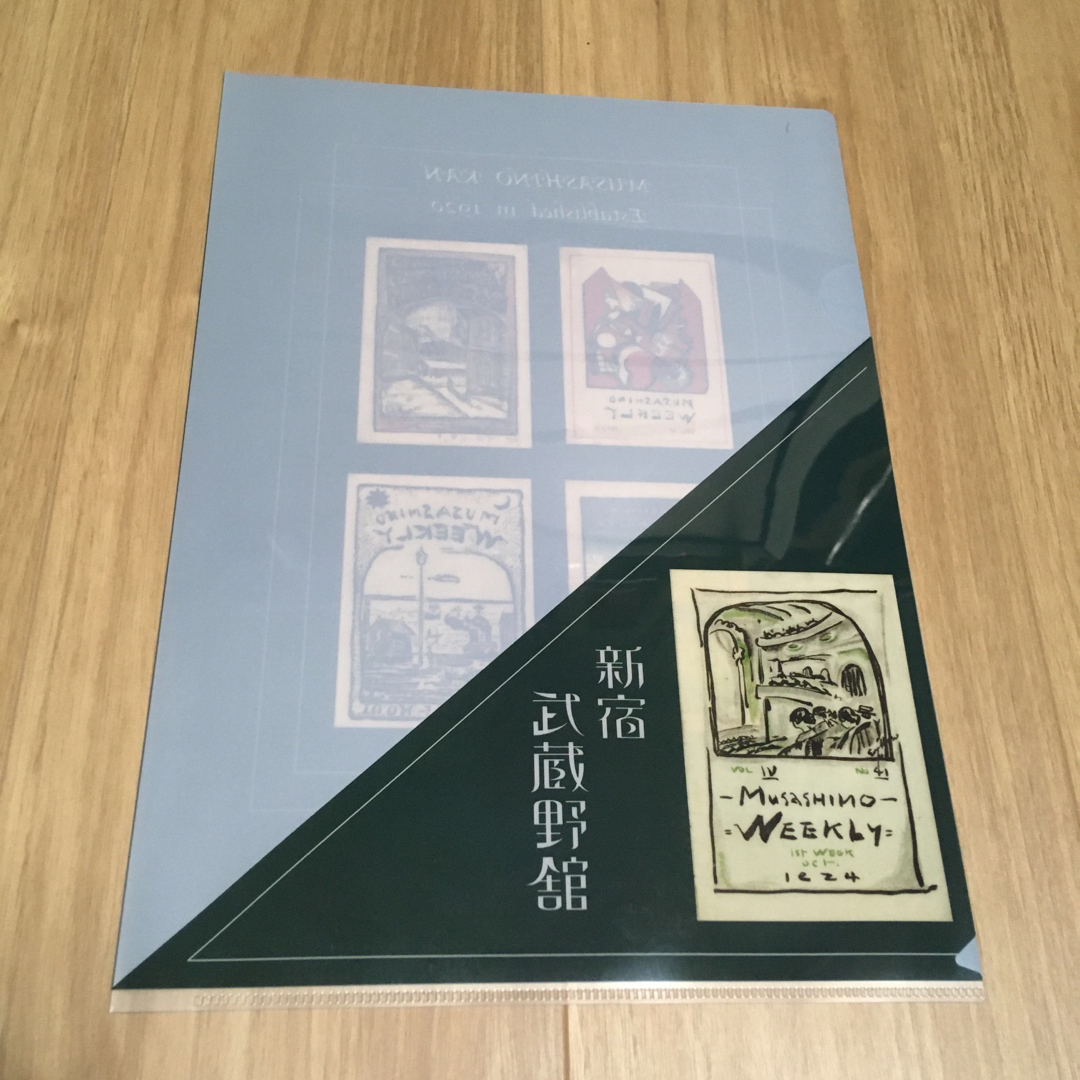 MUSASHINO KAN
Established in 1920
MUSASHINO
WEEKLY
MUSASHINO
WEEKLY
新宿
武蔵野館
VOL IV No 41
-MUSASHINO-
=WEEKLY=
1ST WEEK
OCT.
1924